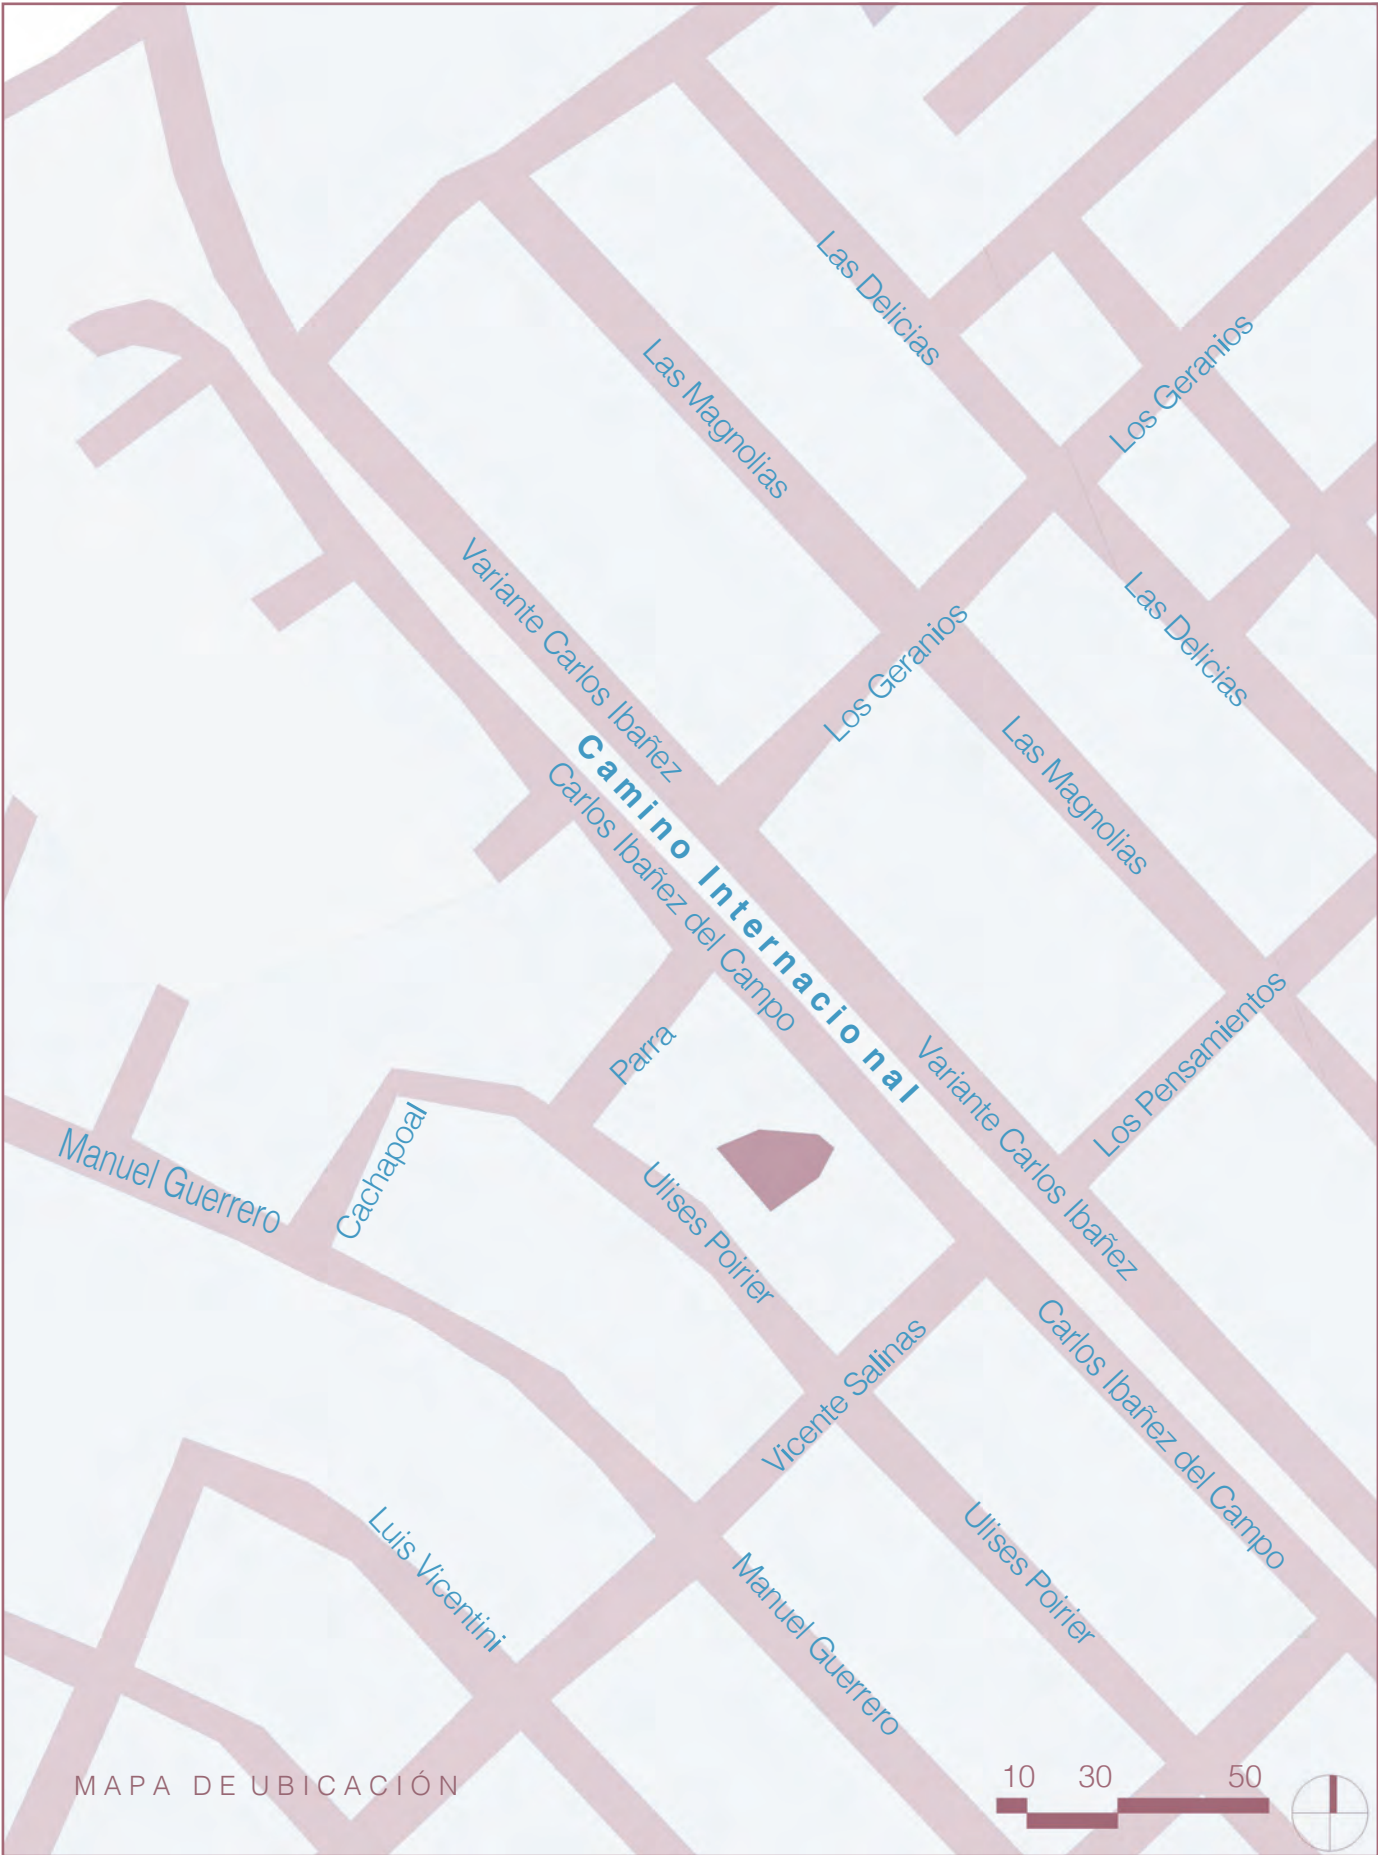 Las Delicias
Los Geranios
Las Magnolias
Variante Carlos Ibañez
Las Delicias
Los Geranios
Las Magnolias
Camino Internacional
Carlos Ibañez del Campo
Los Pensamientos
Parra
Variante Carlos Ibañez
Cachapoal
Manuel Guerrero
Ulises Poirier
Carlos Ibañez del Campo
Vicente Salinas
Ulises Poirier
Luis Vicentini
Manuel Guerrero
MAPA DE UBICACIÓN
10 30 50